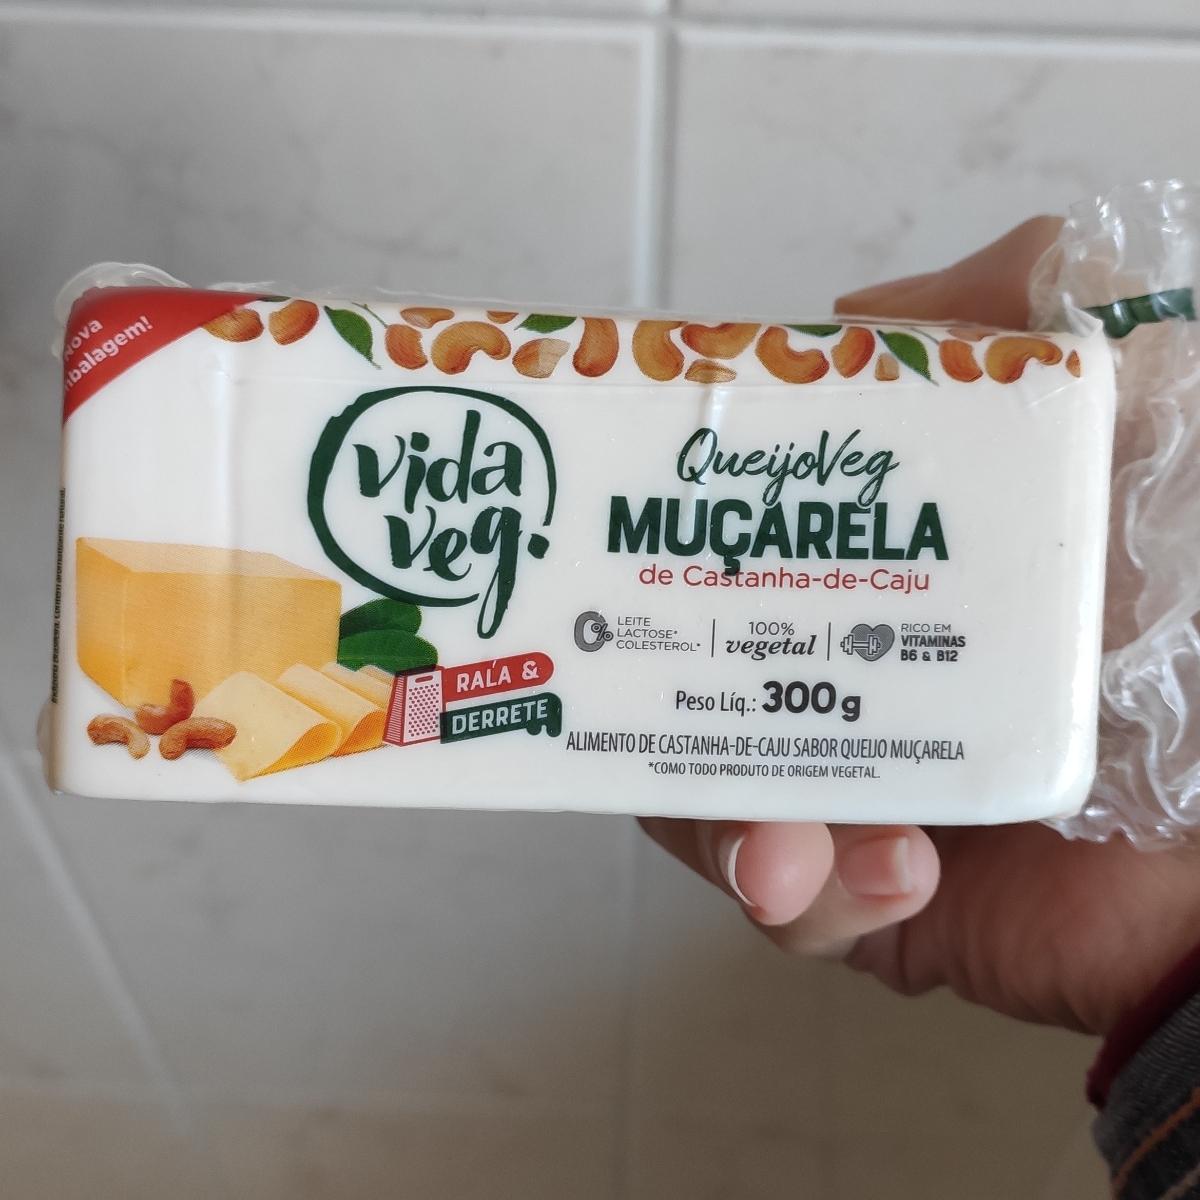 Nova
balagem!
vida
veg.
QueijoVeg
MUÇARELA
de Castanha-de-Caju
0%
LEITE
LACTOSE*
COLESTEROL*
100%
vegetal
RICO EM
VITAMINAS
B6 & B12
RALA &
DERRETE
Peso Líq.: 300g
ALIMENTO DE CASTANHA-DE-CAJU SABOR QUEIJO MUÇARELA
*COMO TODO PRODUTO DE ORIGEM VEGETAL.